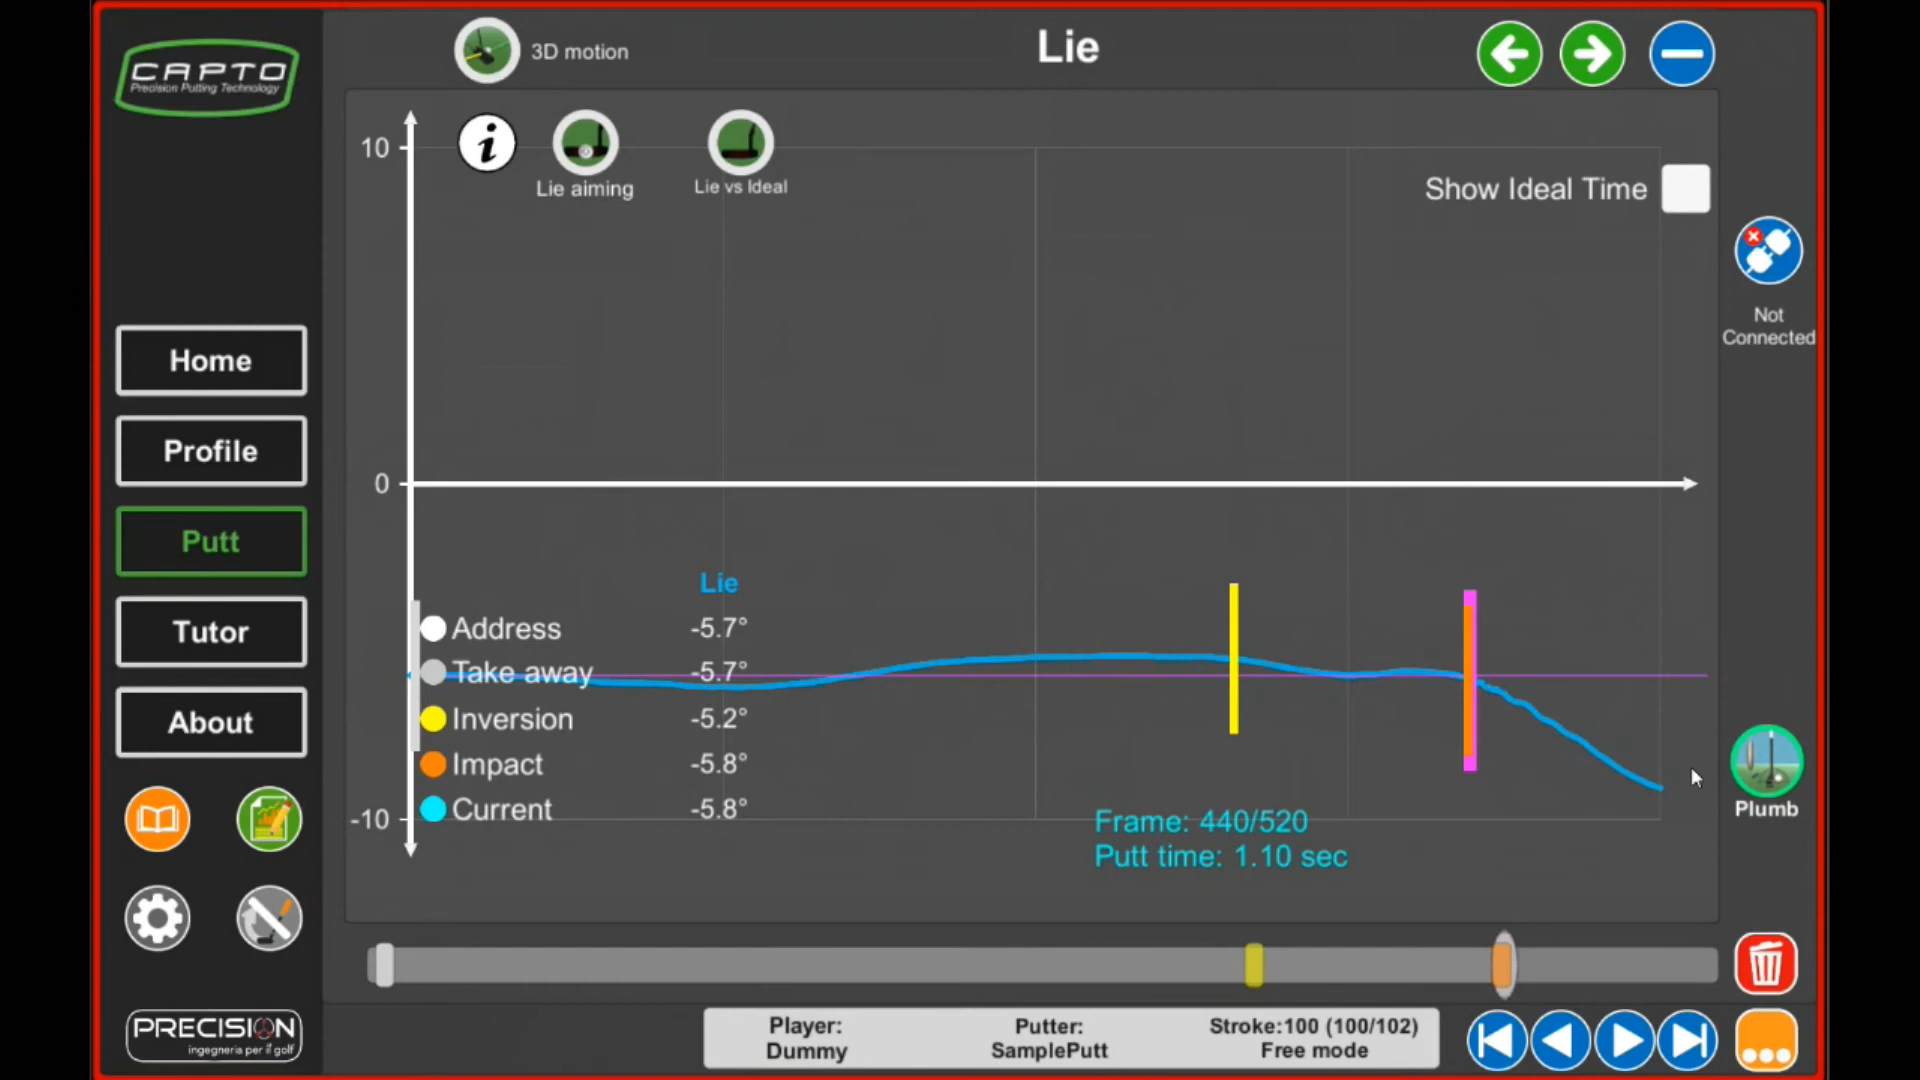 CAPTO
Precision Putting Technology
3D motion
Lie
10
i
Lie aiming
Lie vs Ideal
Show Ideal Time
Not
Connected
Home
Profile
Putt
Tutor
About
0
Lie
Address -5.7°
Take away -5.7°
Inversion -5.2°
Impact -5.8°
Current -5.8°
-10
Frame: 440/520
Putt time: 1.10 sec
Plumb
PRECISION
ingegneria per il golf
Player:
Dummy
Putter:
SamplePutt
Stroke:100 (100/102)
Free mode